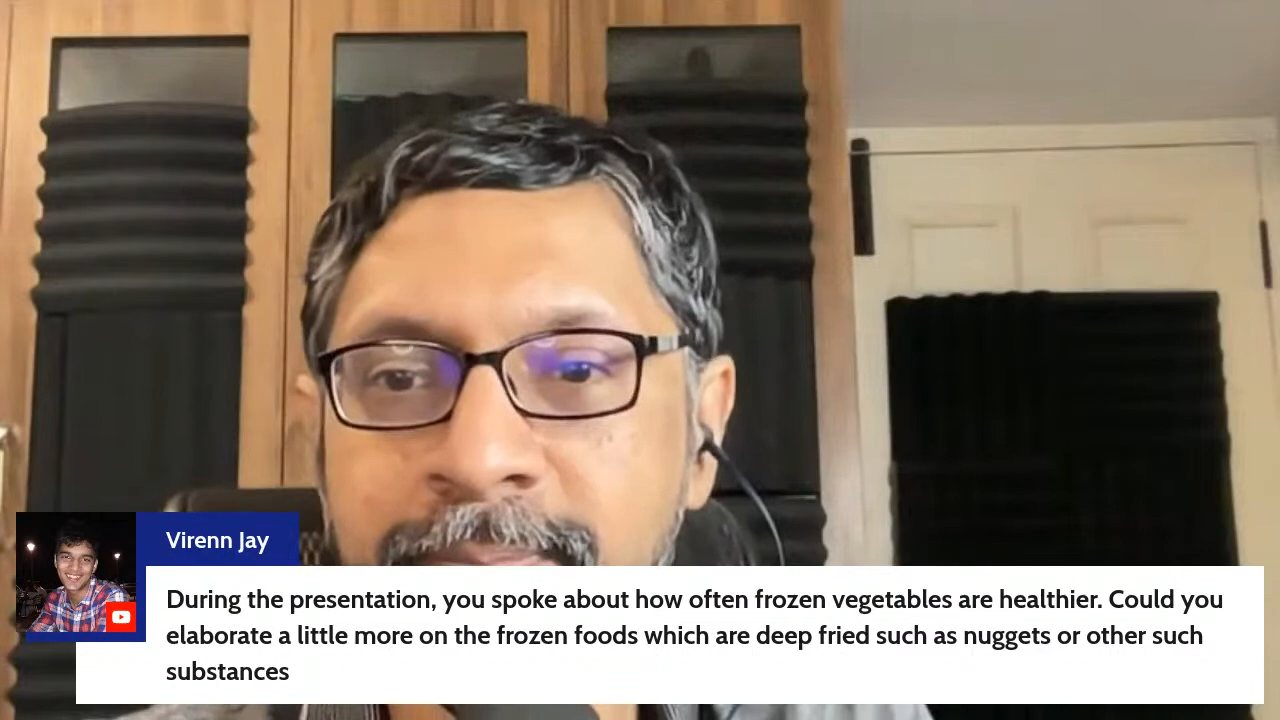 Virenn Jay
During the presentation, you spoke about how often frozen vegetables are healthier. Could you
elaborate a little more on the frozen foods which are deep fried such as nuggets or other such
substances